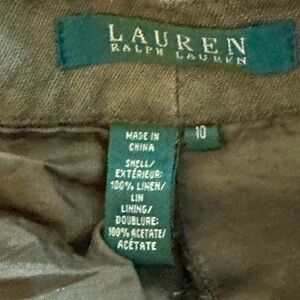 LAUREN
RALPH LAUREN
MADE IN
CHINA
10
SHELL/
EXTÉRIEUR:
100% LINEN/
LIN
LINING/
DOUBLURE:
100% ACETATE/
ACÉTATE